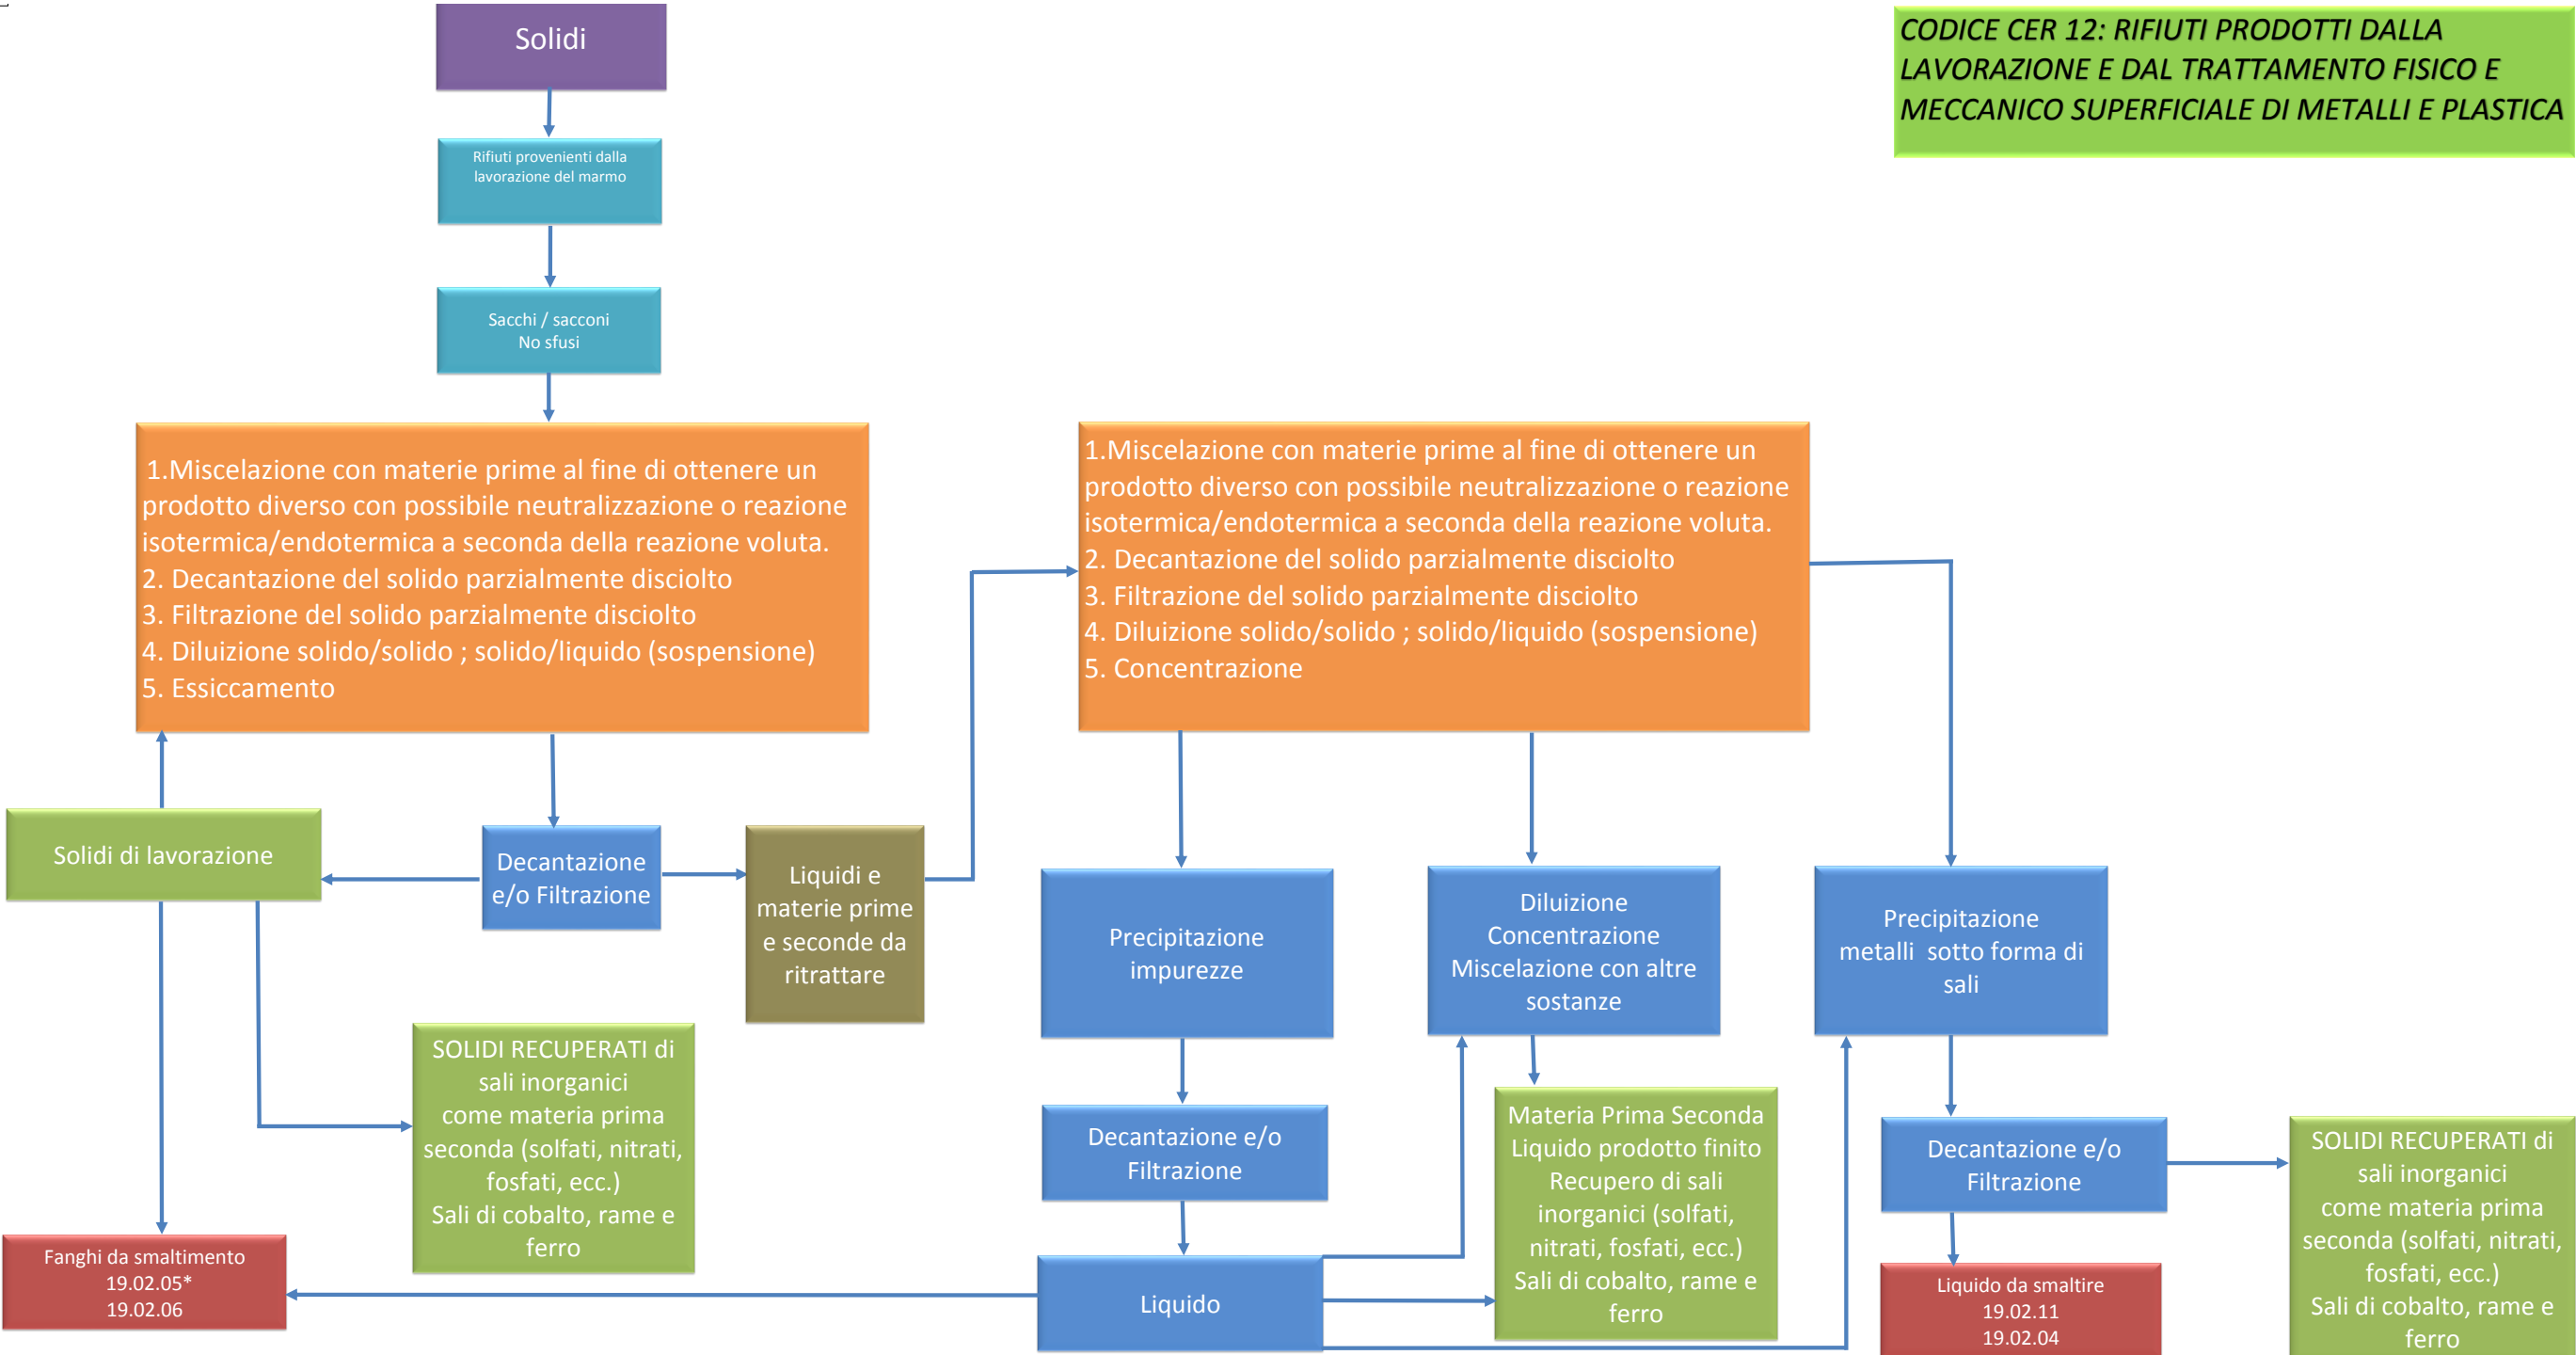 Solidi
CODICE CER 12: RIFIUTI PRODOTTI DALLA
LAVORAZIONE E DAL TRATTAMENTO FISICO E
MECCANICO SUPERFICIALE DI METALLI E PLASTICA
Rifiuti provenienti dalla
lavorazione del marmo
Sacchi / sacconi
No sfusi
1.Miscelazione con materie prime al fine di ottenere un
prodotto diverso con possibile neutralizzazione o reazione
isotermica/endotermica a seconda della reazione voluta.
2. Decantazione del solido parzialmente disciolto
3. Filtrazione del solido parzialmente disciolto
4. Diluizione solido/solido ; solido/liquido (sospensione)
5. Essiccamento
1.Miscelazione con materie prime al fine di ottenere un
prodotto diverso con possibile neutralizzazione o reazione
isotermica/endotermica a seconda della reazione voluta.
2. Decantazione del solido parzialmente disciolto
3. Filtrazione del solido parzialmente disciolto
4. Diluizione solido/solido ; solido/liquido (sospensione)
5. Concentrazione
Solidi di lavorazione
Decantazione
e/o Filtrazione
Liquidi e
materie prime
e seconde da
ritrattare
Precipitazione
impurezze
Diluizione
Concentrazione
Miscelazione con altre
sostanze
Precipitazione
metalli sotto forma di
sali
SOLIDI RECUPERATI di
sali inorganici
come materia prima
seconda (solfati, nitrati,
fosfati, ecc.)
Sali di cobalto, rame e
ferro
Decantazione e/o
Filtrazione
Materia Prima Seconda
Liquido prodotto finito
Recupero di sali
inorganici (solfati,
nitrati, fosfati, ecc.)
Sali di cobalto, rame e
ferro
Decantazione e/o
Filtrazione
SOLIDI RECUPERATI di
sali inorganici
come materia prima
seconda (solfati, nitrati,
fosfati, ecc.)
Sali di cobalto, rame e
ferro
Fanghi da smaltimento
19.02.05*
19.02.06
Liquido
Liquido da smaltire
19.02.11
19.02.04